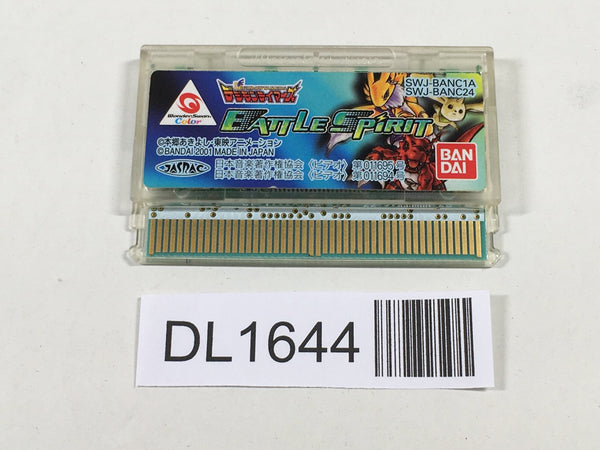 SWJ-BANC1A
SWJ-BANC24
デジモンテイマーズ
BATTLE SPIRIT
WonderSwan
Color
©本郷あきよし・東映アニメーション
©BANDAI 2001 MADE IN JAPAN
JASRAC
日本音楽著作権協会 〈ビデオ〉 第011695号
日本音楽著作権協会 〈ビデオ〉 第011694号
BAN
DAI
DL1644